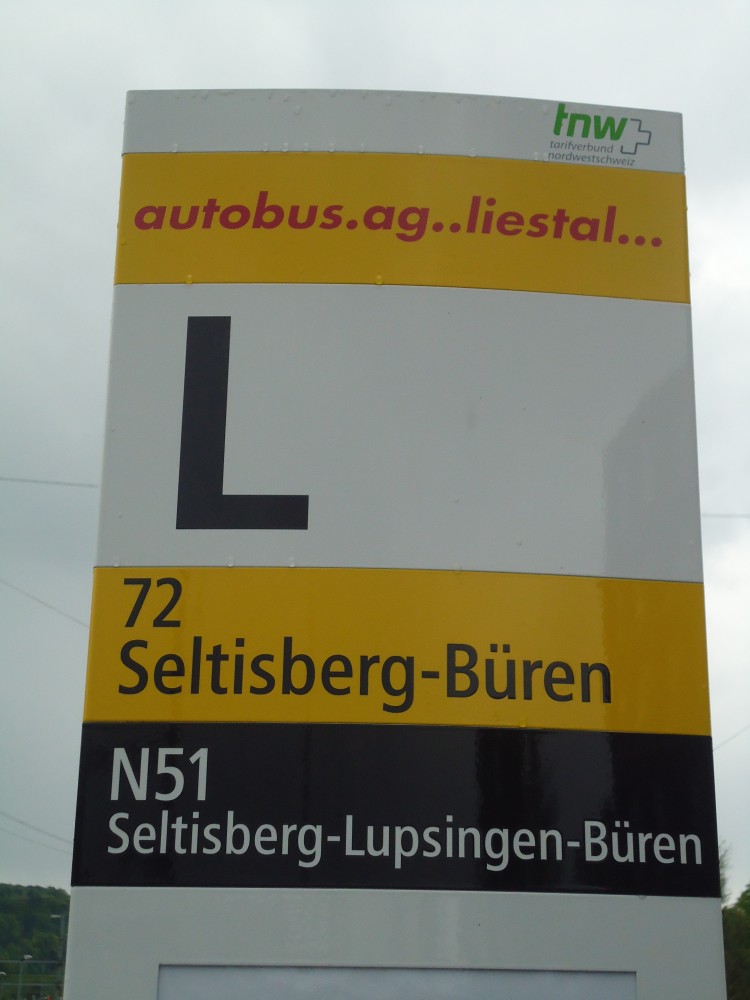 tnw
tarifverbund
nordwestschweiz
autobus.ag..liestal...
L
72
Seltisberg-Büren
N51
Seltisberg-Lupsingen-Büren